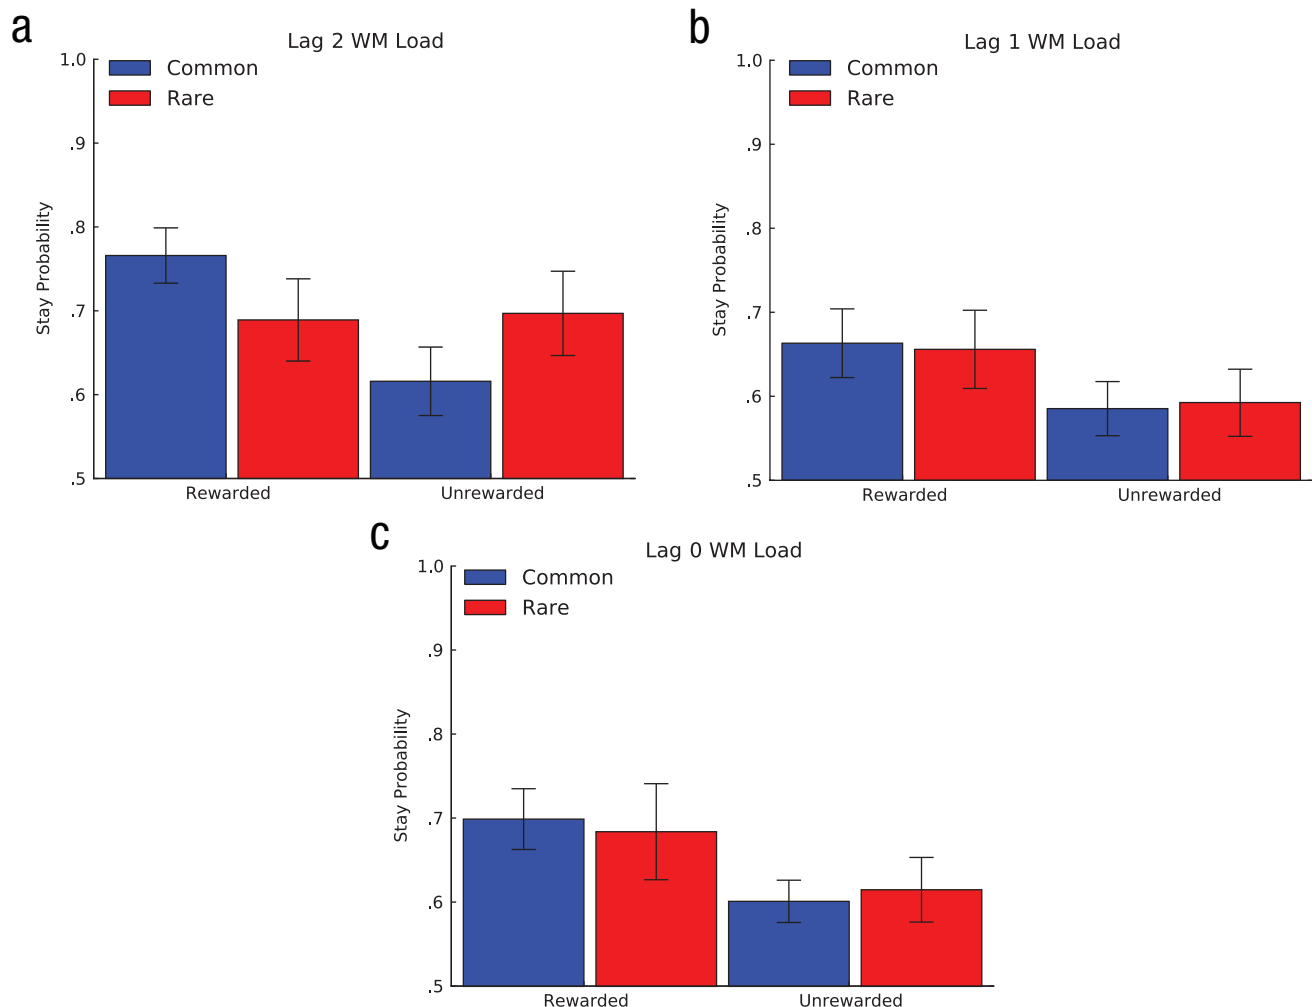 a
Lag 2 WM Load
Common
Rare
1.0
.9
.8
.7
.6
.5
Stay Probability
Rewarded
Unrewarded
b
Lag 1 WM Load
Common
Rare
1.0
.9
.8
.7
.6
.5
Stay Probability
Rewarded
Unrewarded
c
Lag 0 WM Load
Common
Rare
1.0
.9
.8
.7
.6
.5
Stay Probability
Rewarded
Unrewarded